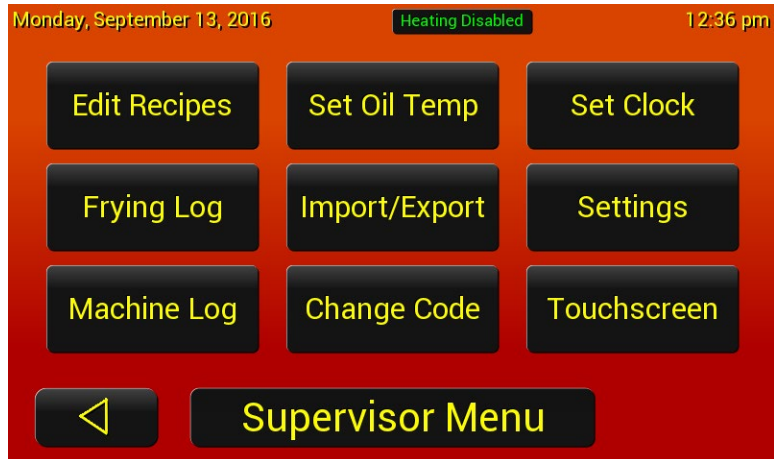 Monday, September 13, 2016 Heating Disabled 12:36 pm
Edit Recipes Set Oil Temp Set Clock
Frying Log Import/Export Settings
Machine Log Change Code Touchscreen
Supervisor Menu